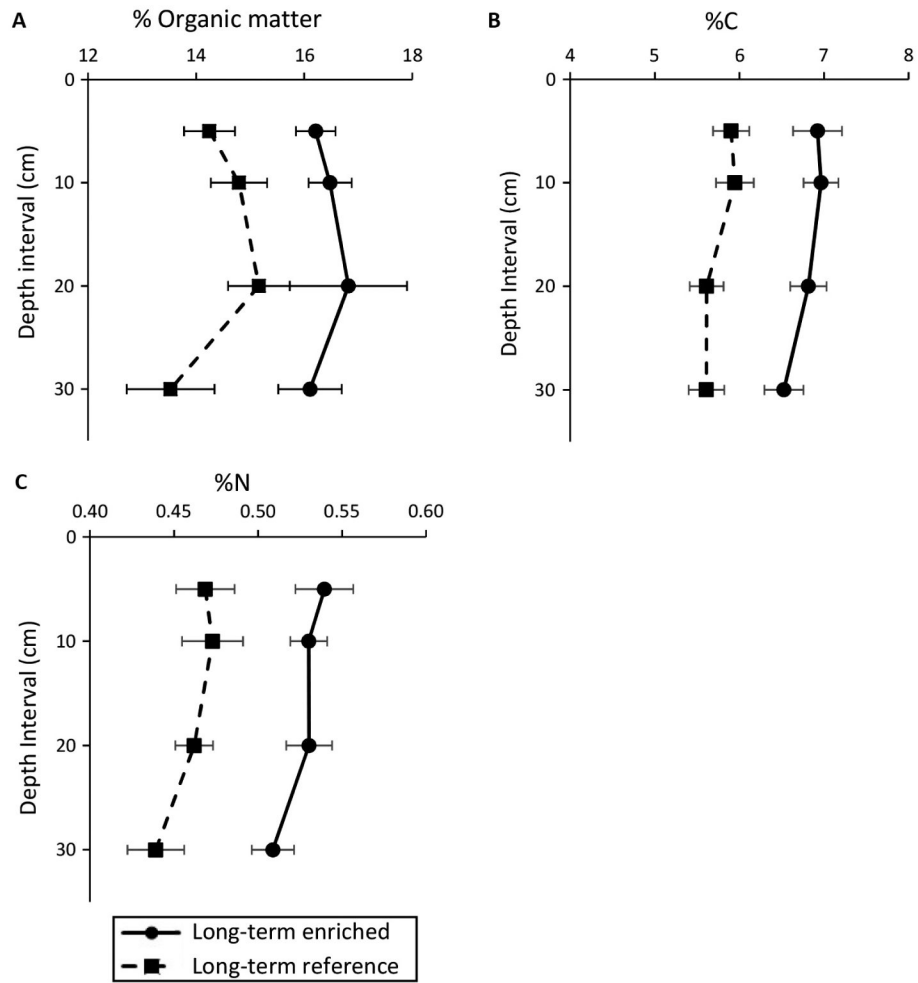 A
% Organic matter
12 14 16 18
0
10
20
30
Depth interval (cm)
B
%C
4 5 6 7 8
0
10
20
30
Depth Interval (cm)
C
%N
0.40 0.45 0.50 0.55 0.60
0
10
20
30
Depth Interval (cm)
Long-term enriched
Long-term reference